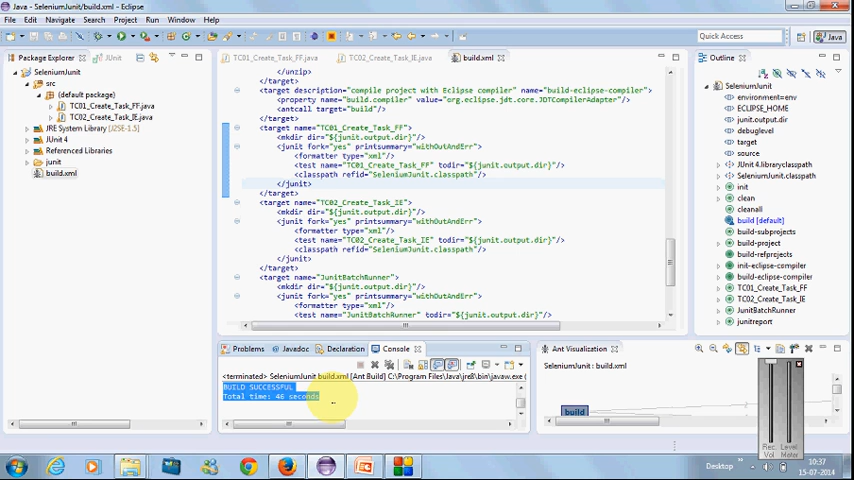 Java - SeleniumJunit/build.xml - Eclipse
File Edit Navigate Search Project Run Window Help
Quick Access
Java
Package Explorer
JUnit
SeleniumJunit
src
(default package)
TC01_Create_Task_FF.java
TC02_Create_Task_IE.java
JRE System Library [J2SE-1.5]
JUnit 4
Referenced Libraries
junit
build.xml
TC01_Create_Task_FF.java
TC02_Create_Task_IE.java
build.xml
</unzip>
</target>
<target description="compile project with Eclipse compiler" name="build-eclipse-compiler">
<property name="build.compiler" value="org.eclipse.jdt.core.JDTCompilerAdapter"/>
<antcall target="build"/>
</target>
<target name="TC01_Create_Task_FF">
<mkdir dir="${junit.output.dir}"/>
<junit fork="yes" printsummary="withOutAndErr">
<formatter type="xml"/>
<test name="TC01_Create_Task_FF" todir="${junit.output.dir}"/>
<classpath refid="SeleniumJunit.classpath"/>
</junit>
</target>
<target name="TC02_Create_Task_IE">
<mkdir dir="${junit.output.dir}"/>
<junit fork="yes" printsummary="withOutAndErr">
<formatter type="xml"/>
<test name="TC02_Create_Task_IE" todir="${junit.output.dir}"/>
<classpath refid="SeleniumJunit.classpath"/>
</junit>
</target>
<target name="JunitBatchRunner">
<mkdir dir="${junit.output.dir}"/>
<junit fork="yes" printsummary="withOutAndErr">
<formatter type="xml"/>
<test name="JunitBatchRunner" todir="${junit.output.dir}"/>
Outline
SeleniumJunit
environment=env
ECLIPSE_HOME
junit.output.dir
debuglevel
target
source
JUnit 4.libraryclasspath
SeleniumJunit.classpath
init
clean
cleanall
build [default]
build-subprojects
build-project
build-refprojects
init-eclipse-compiler
build-eclipse-compiler
TC01_Create_Task_FF
TC02_Create_Task_IE
JunitBatchRunner
junitreport
Problems
Javadoc
Declaration
Console
<terminated> SeleniumJunit build.xml [Ant Build] C:\Program Files\Java\jre8\bin\javaw.exe (
BUILD SUCCESSFUL
Total time: 46 seconds
Ant Visualization
SeleniumJunit : build.xml
build
Rec. Vol
Level Meter
Desktop
10:37
15-07-2014